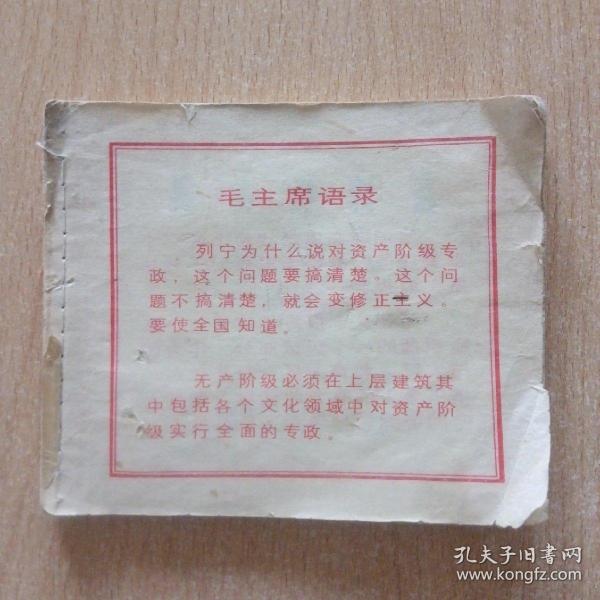 毛主席语录
列宁为什么说对资产阶级专
政，这个问题要搞清楚。这个问
题不搞清楚，就会变修正主义。
要使全国知道。
无产阶级必须在上层建筑其
中包括各个文化领域中对资产阶
级实行全面的专政。
孔夫子旧书网
www.kongfz.com